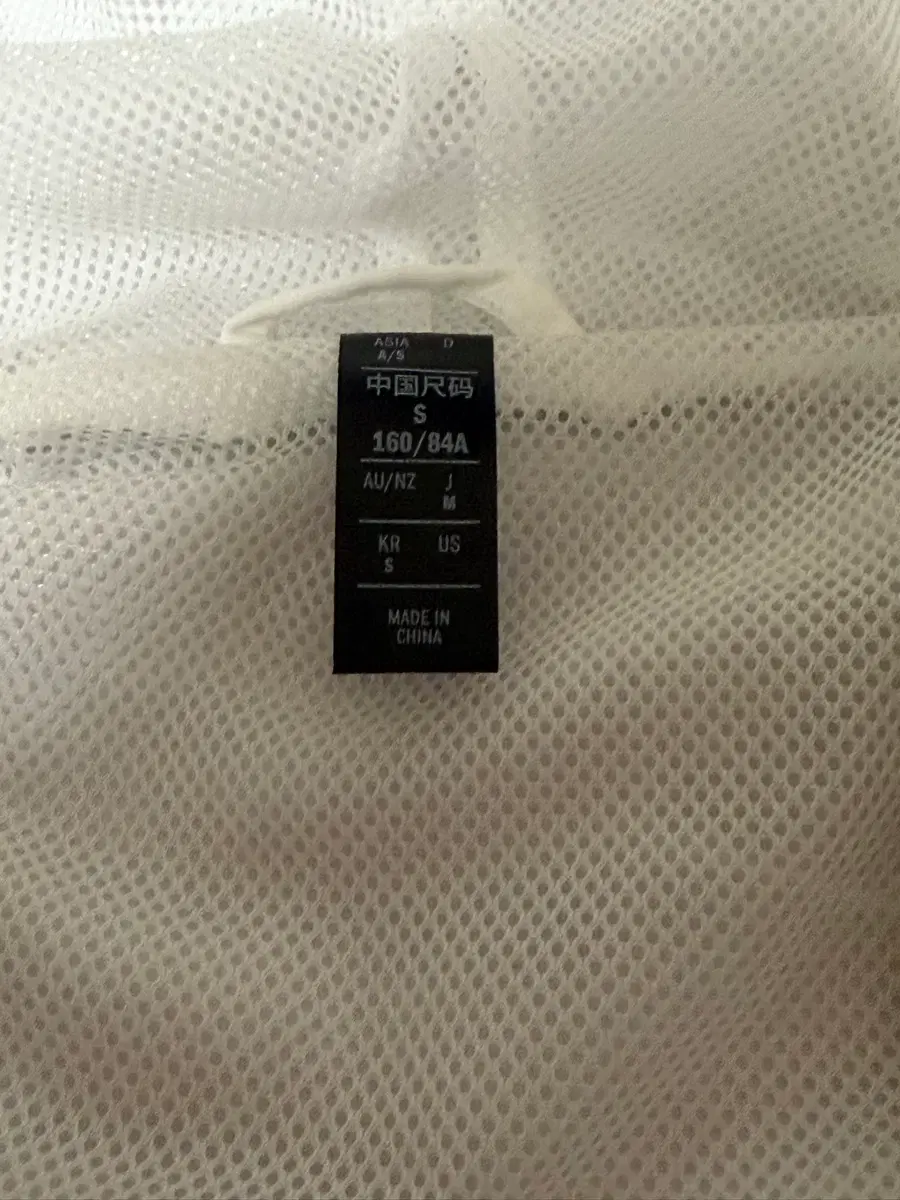 ASIA D
A/S
中国尺码
S
160/84A
AU/NZ J
M
KR US
S
MADE IN
CHINA